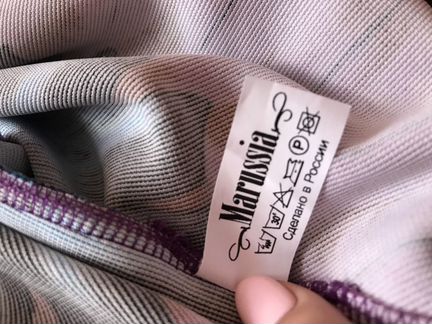 Marussia
30°
P
Сделано в России